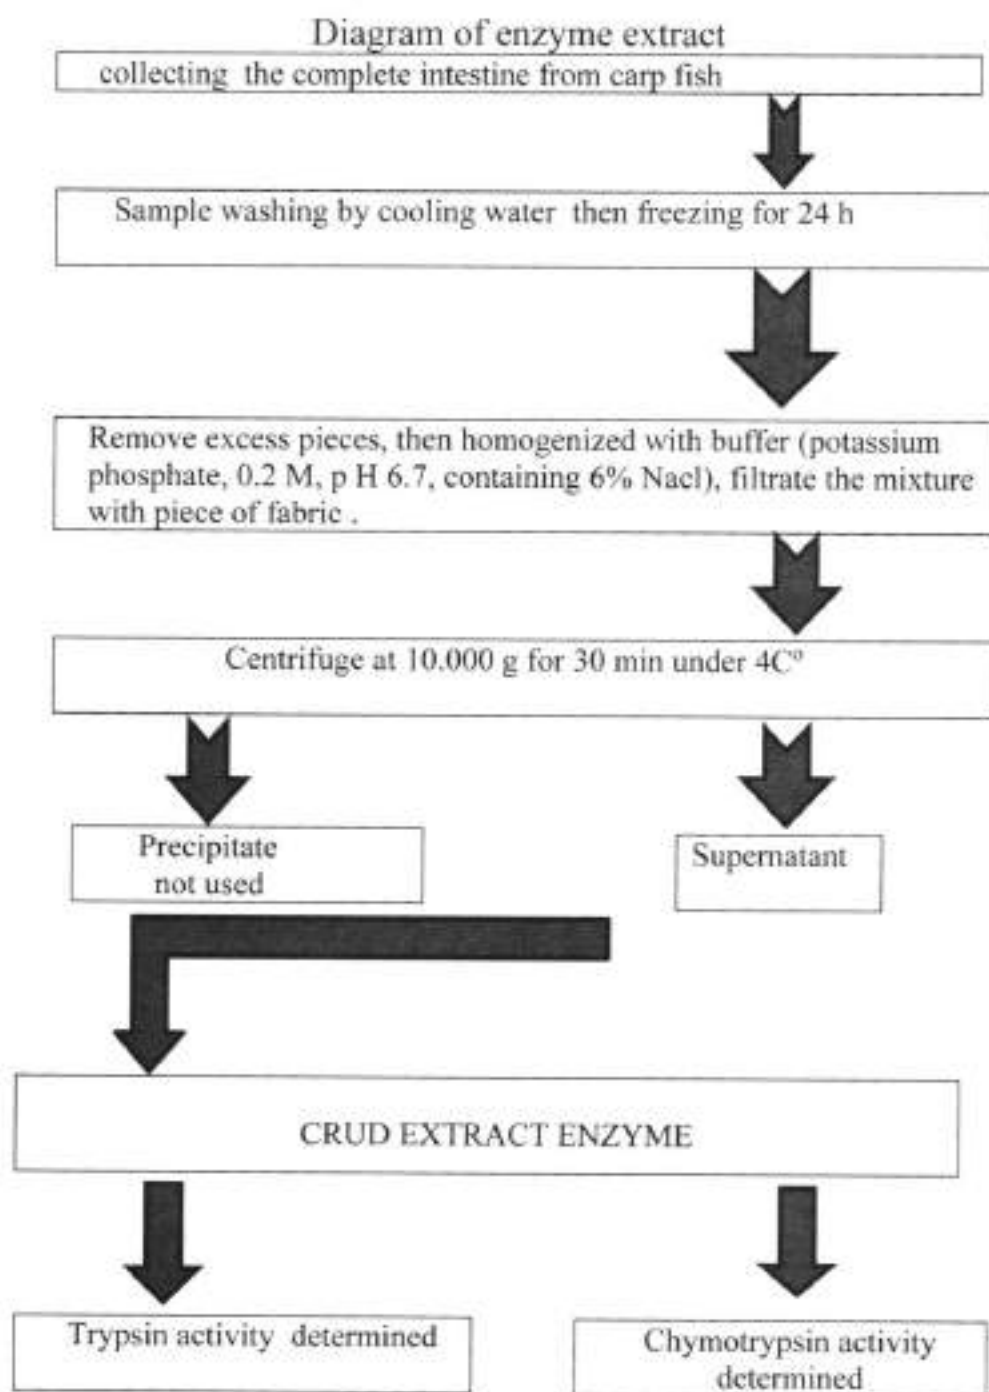 Diagram of enzyme extract
collecting the complete intestine from carp fish
Sample washing by cooling water then freezing for 24 h
Remove excess pieces, then homogenized with buffer (potassium
phosphate, 0.2 M, p H 6.7, containing 6% Nacl), filtrate the mixture
with piece of fabric .
Centrifuge at 10.000 g for 30 min under 4C°
Precipitate
not used
Supernatant
CRUD EXTRACT ENZYME
Trypsin activity determined
Chymotrypsin activity
determined